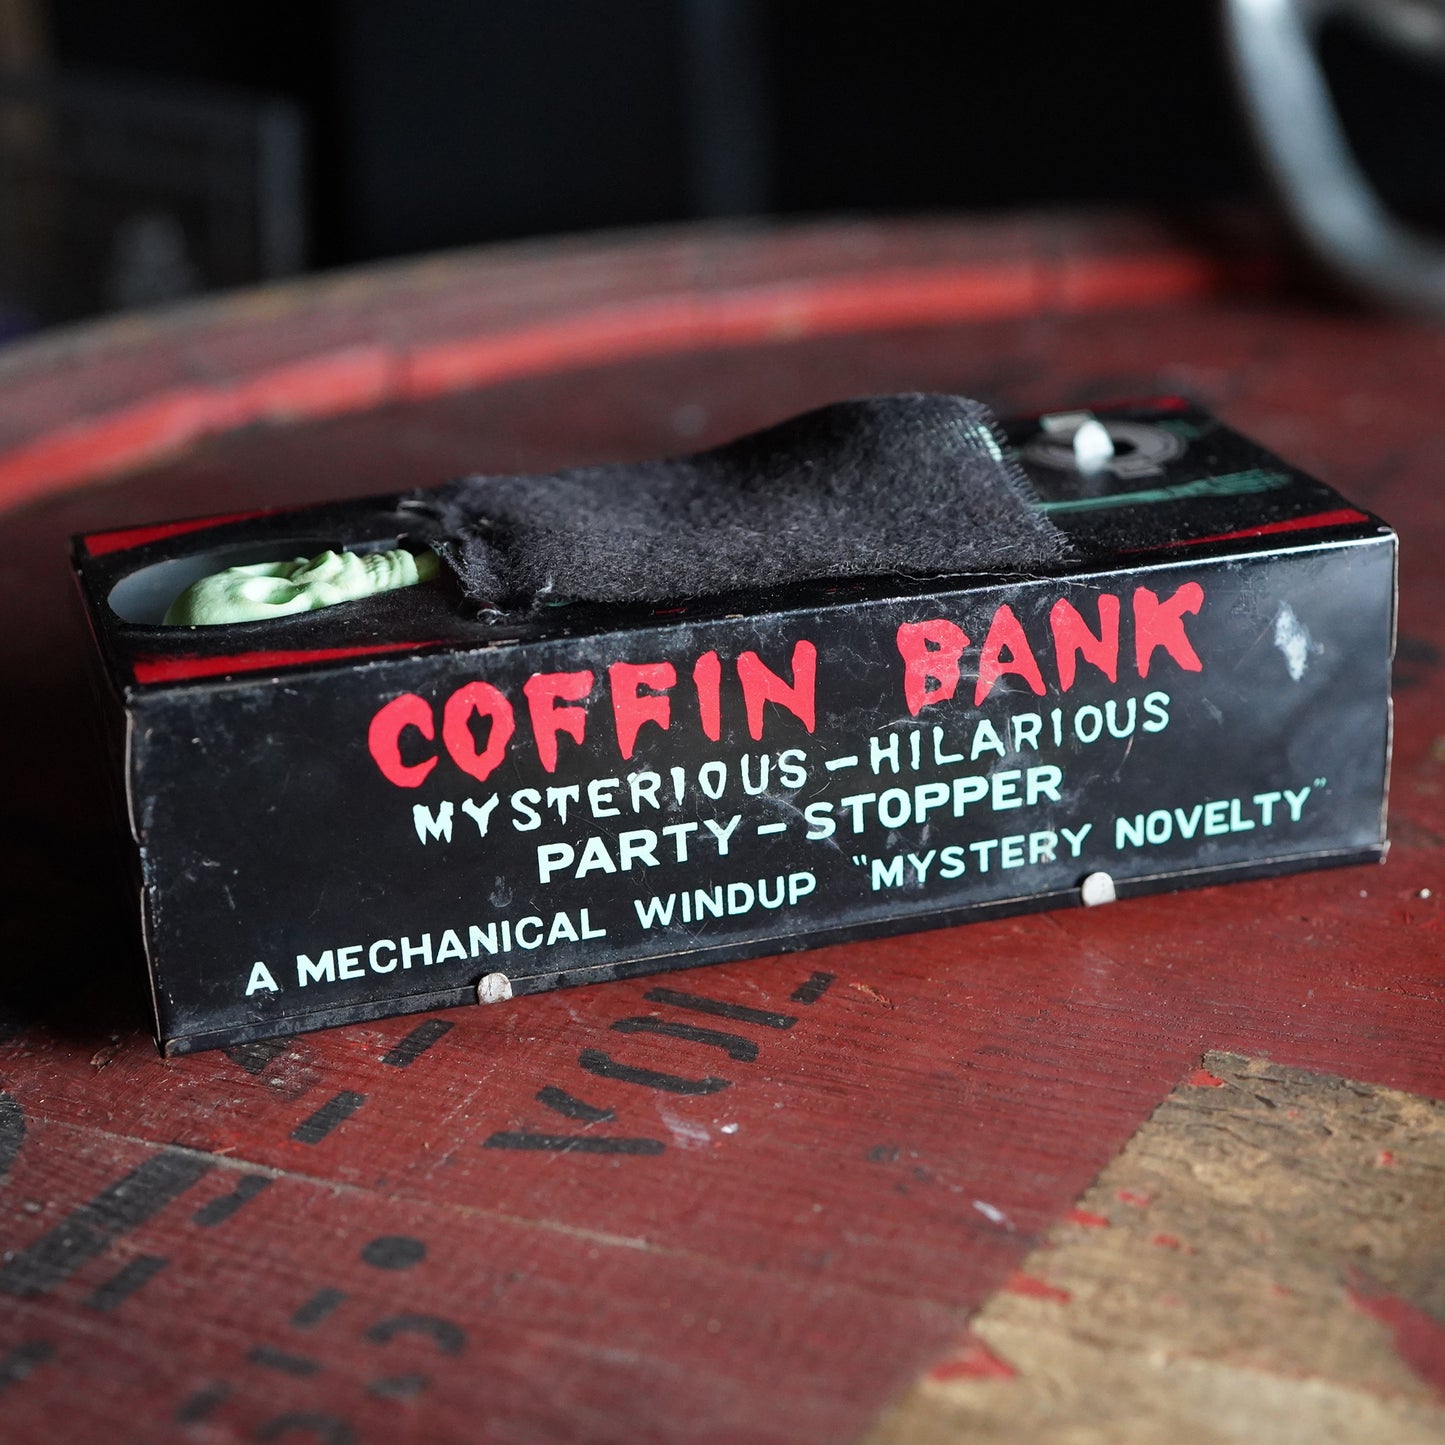 COFFIN BANK
MYSTERIOUS-HILARIOUS
PARTY-STOPPER
A MECHANICAL WINDUP "MYSTERY NOVELTY"